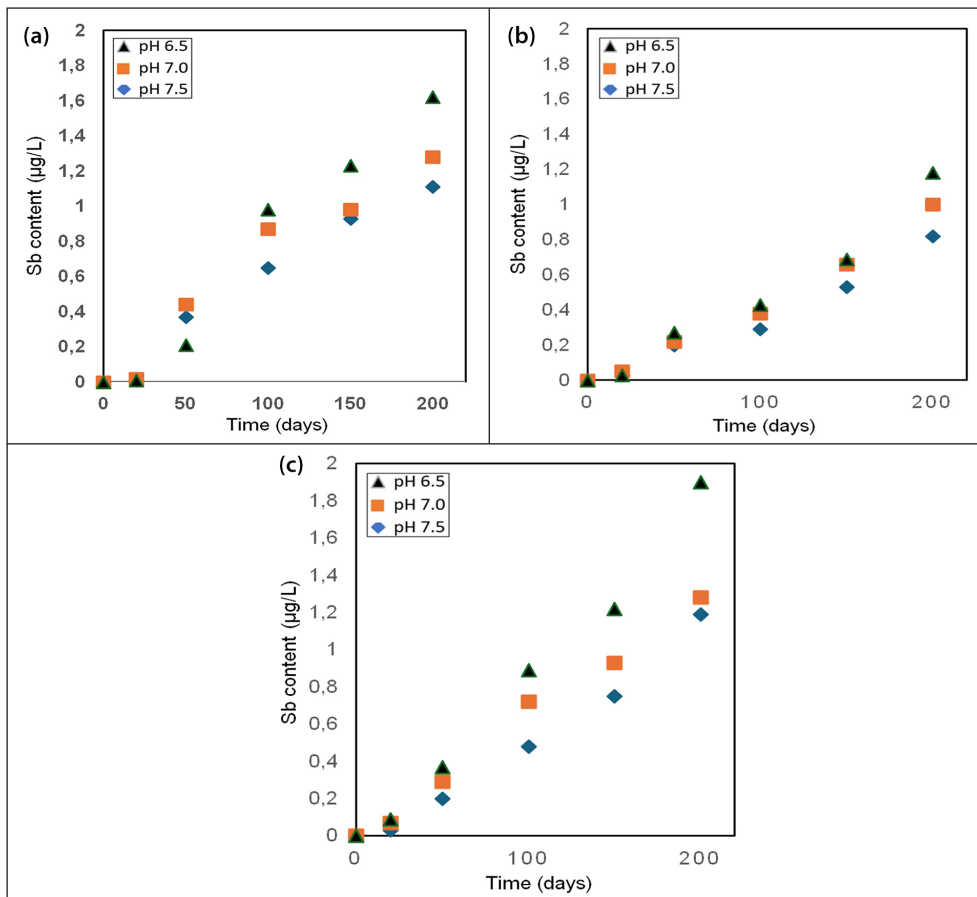 (a)
pH 6.5
pH 7.0
pH 7.5
Sb content (µg/L)
2
1,8
1,6
1,4
1,2
1
0,8
0,6
0,4
0,2
0
0 50 100 150 200
Time (days)
(b)
pH 6.5
pH 7.0
pH 7.5
Sb content (µg/L)
2
1,8
1,6
1,4
1,2
1
0,8
0,6
0,4
0,2
0
0 100 200
Time (days)
(c)
pH 6.5
pH 7.0
pH 7.5
Sb content (µg/L)
2
1,8
1,6
1,4
1,2
1
0,8
0,6
0,4
0,2
0
0 100 200
Time (days)